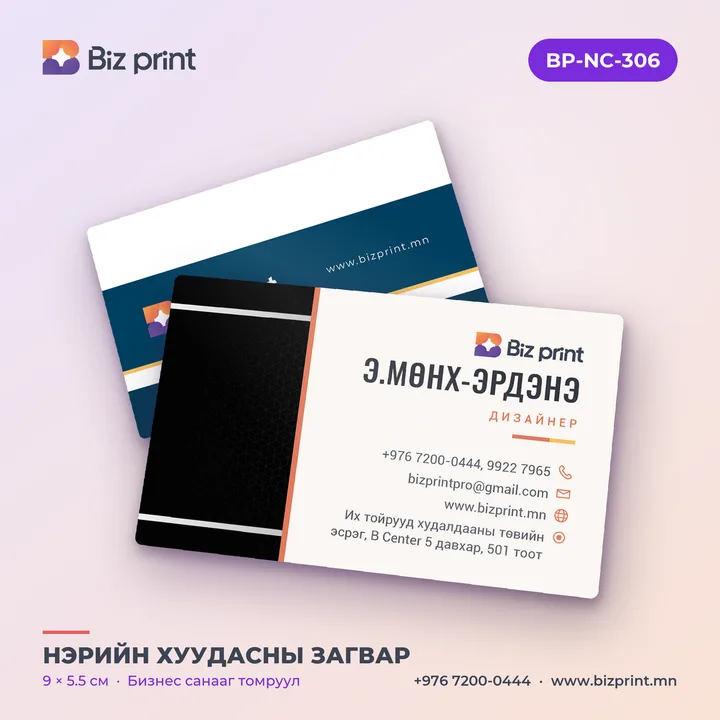 Biz print
BP-NC-306
www.bizprint.mn
Biz print
Э.МӨНХ-ЭРДЭНЭ
ДИЗАЙНЕР
+976 7200-0444, 9922 7965
bizprintpro@gmail.com
www.bizprint.mn
Их тойрууд худалдааны төвийн
эсрэг, B Center 5 давхар, 501 тоот
НЭРИЙН ХУУДАСНЫ ЗАГВАР
9 × 5.5 см · Бизнес санааг томруул
+976 7200-0444 · www.bizprint.mn